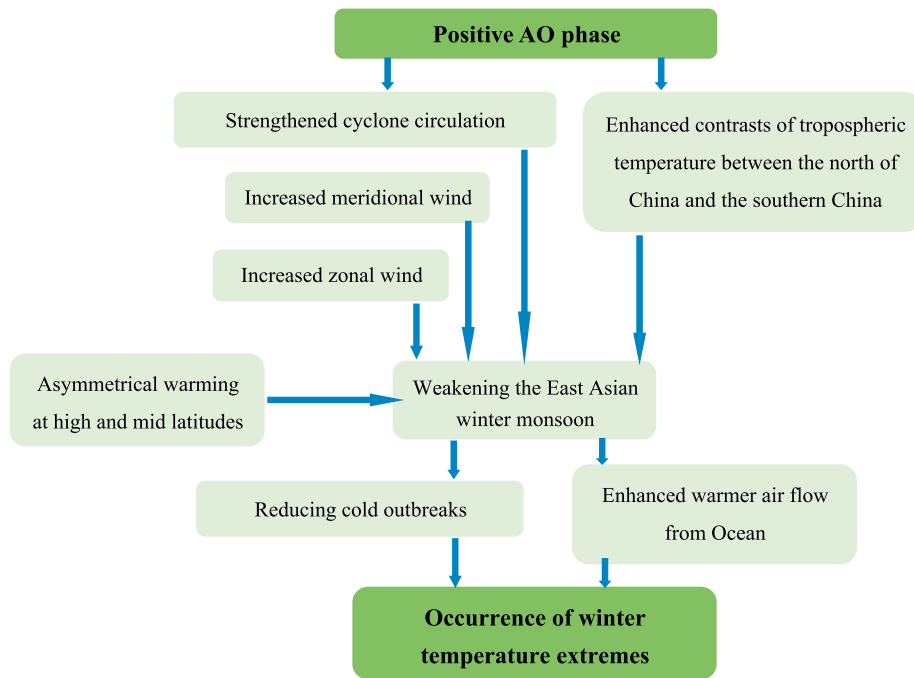 Positive AO phase
Strengthened cyclone circulation
Enhanced contrasts of tropospheric
temperature between the north of
China and the southern China
Increased meridional wind
Increased zonal wind
Asymmetrical warming
at high and mid latitudes
Weakening the East Asian
winter monsoon
Reducing cold outbreaks
Enhanced warmer air flow
from Ocean
Occurrence of winter
temperature extremes